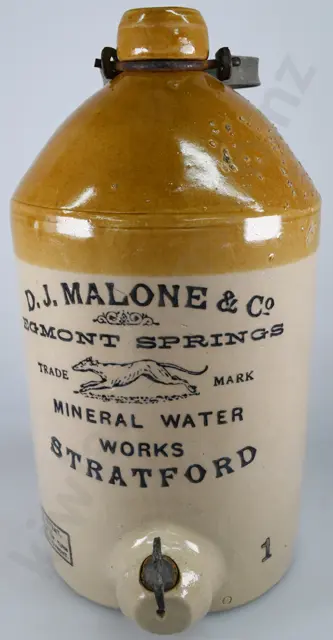 D. J. MALONE & Co
EGMONT SPRINGS
TRADE MARK
MINERAL WATER
WORKS
STRATFORD
1